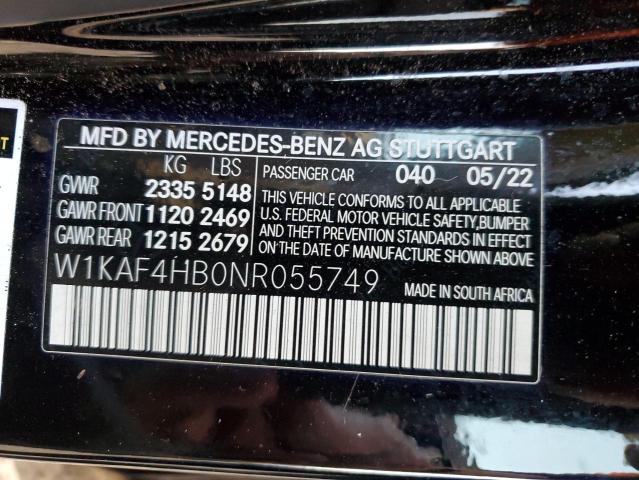 MFD BY MERCEDES-BENZ AG STUTTGART
KG LBS
GVWR 2335 5148
GAWR FRONT 1120 2469
GAWR REAR 1215 2679
PASSENGER CAR 040 05/22
THIS VEHICLE CONFORMS TO ALL APPLICABLE
U.S. FEDERAL MOTOR VEHICLE SAFETY,BUMPER
AND THEFT PREVENTION STANDARDS IN EFFECT
ON THE DATE OF MANUFACTURE SHOWN ABOVE.
W1KAF4HB0NR055749
MADE IN SOUTH AFRICA